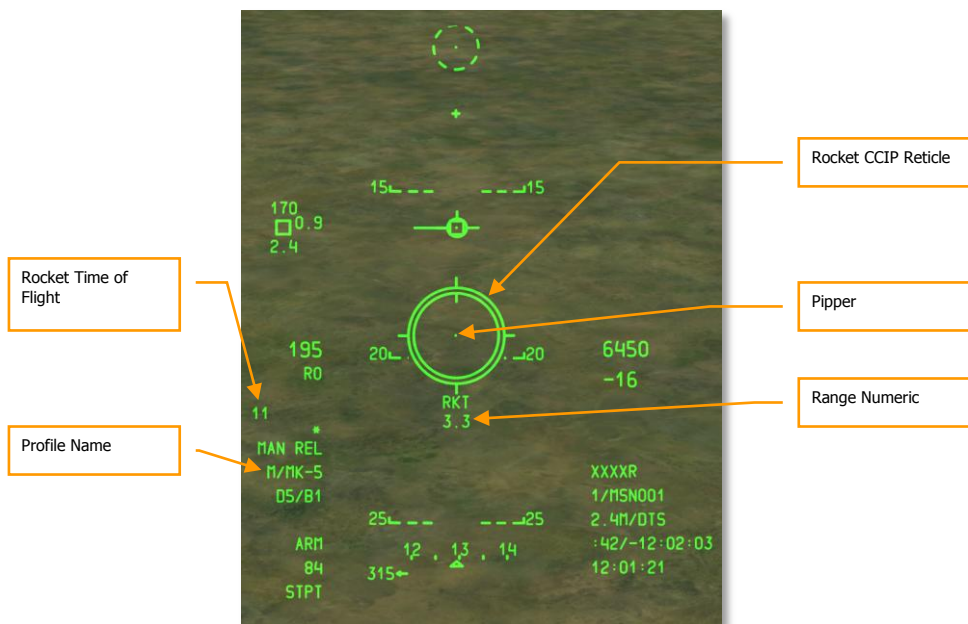 15 15
170
0.9
2.4
Rocket CCIP Reticle
Rocket Time of
Flight
Pipper
195
20 20
6450
R0
-16
RKT
3.3
Range Numeric
11
*
MAN REL
Profile Name
M/MK-5
XXXXR
D5/B1
1/MSN001
25 25
2.4M/DTS
ARM
12 . 13 . 14
:42/-12:02:03
84
315←
12:01:21
STPT